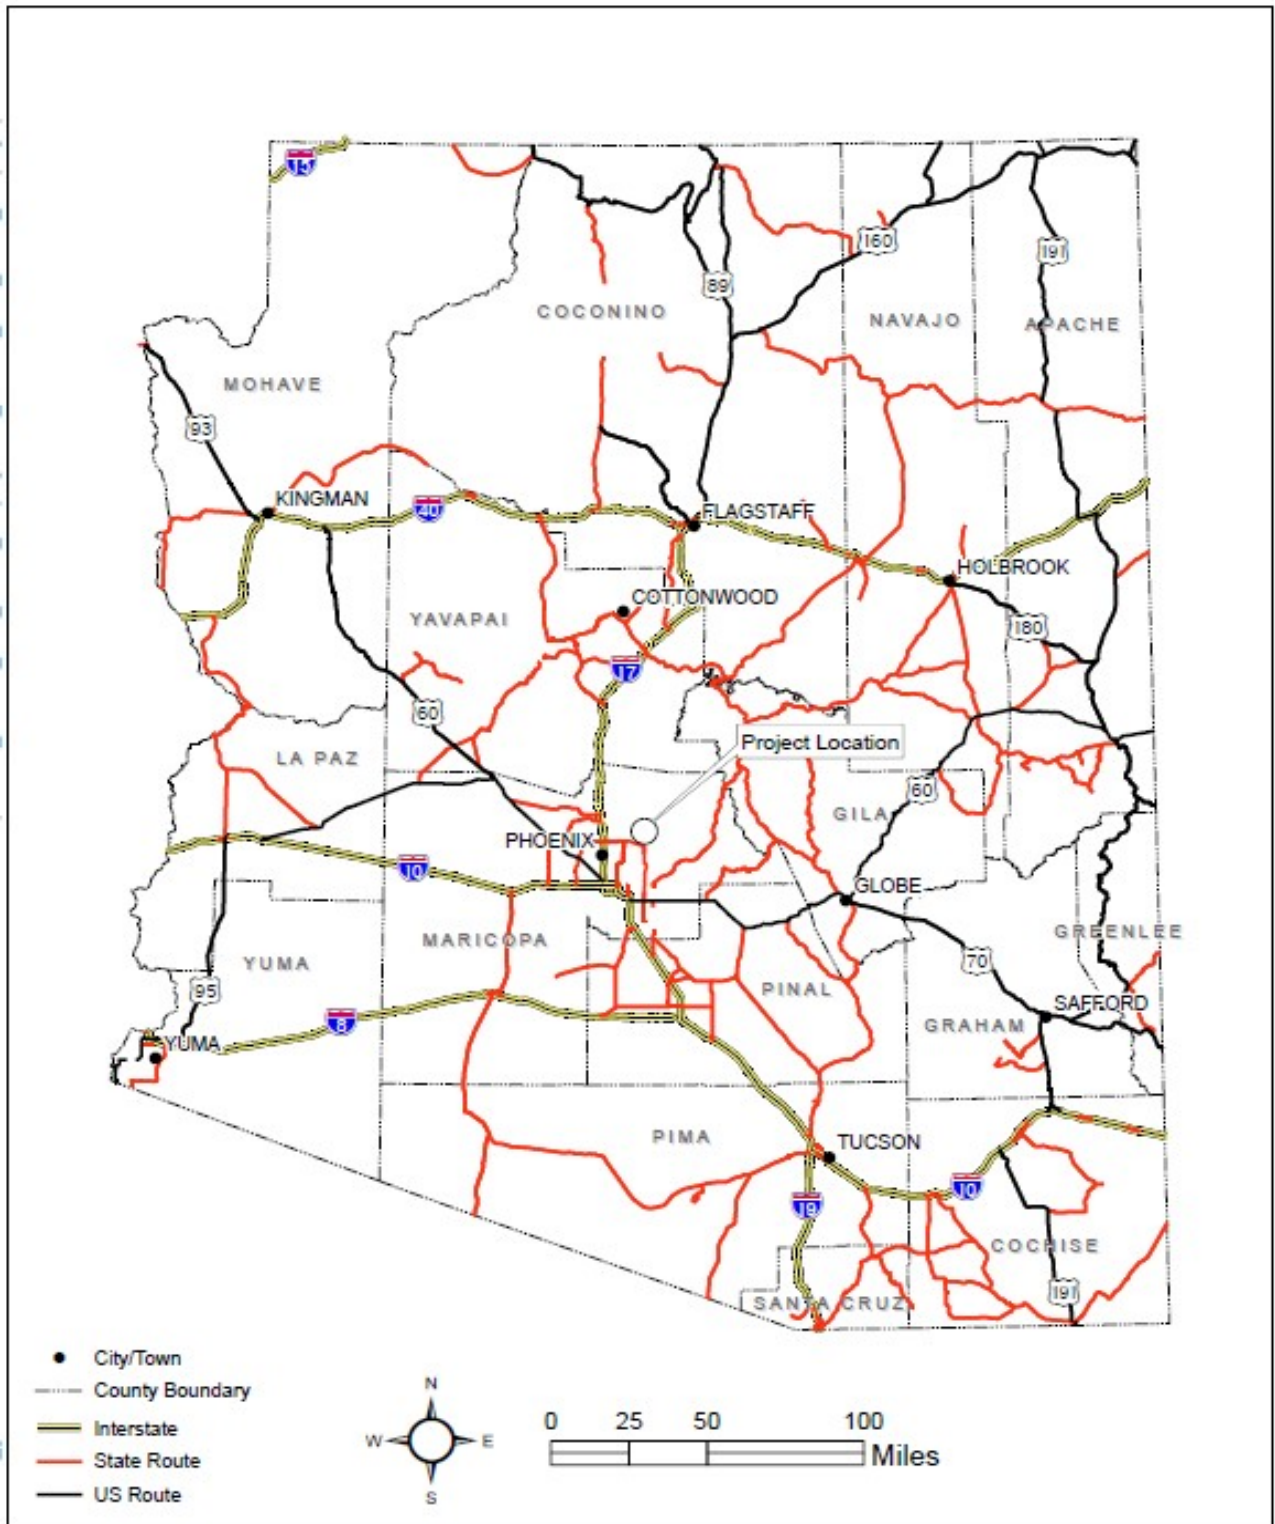 15
160
191
89
COCONINO
NAVAJO
APACHE
MOHAVE
93
KINGMAN
40
FLAGSTAFF
HOLBROOK
COTTONWOOD
YAVAPAI
180
17
60
Project Location
LA PAZ
60
GILA
PHOENIX
10
GLOBE
GREENLEE
MARICOPA
YUMA
70
95
PINAL
SAFFORD
8
GRAHAM
YUMA
PIMA
TUCSON
10
19
COCHISE
191
SANTA CRUZ
City/Town
County Boundary
Interstate
State Route
US Route
N
W E
S
0 25 50 100
Miles